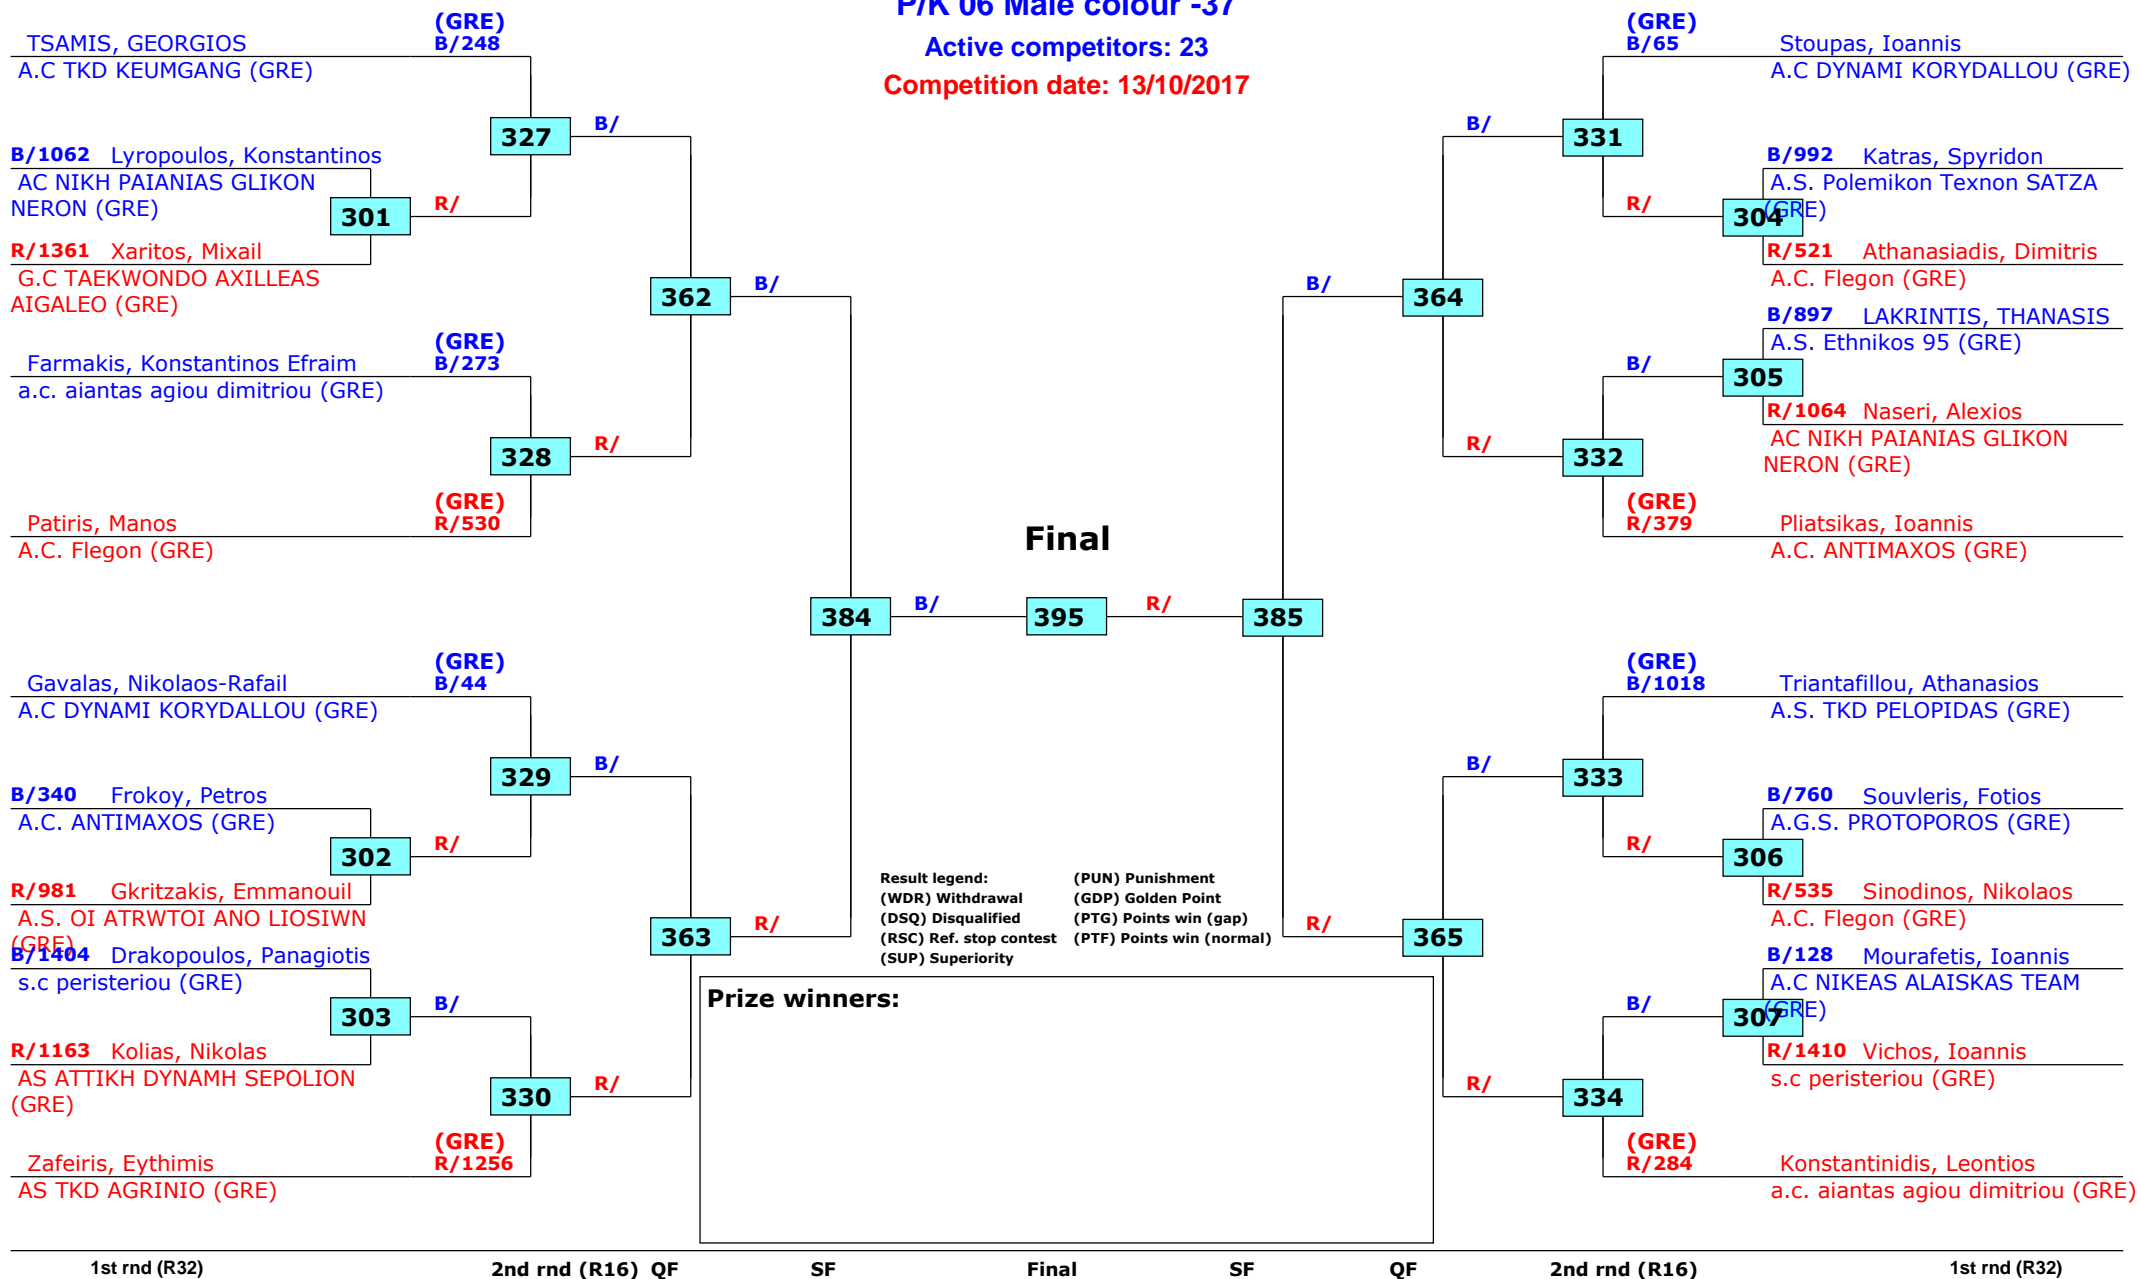 P/K 06 Male colour -37
Active competitors: 23
Competition date: 13/10/2017
(GRE)
TSAMIS, GEORGIOS B/248
A.C TKD KEUMGANG (GRE)
327
B/
B/1062 Lyropoulos, Konstantinos
AC NIKH PAIANIAS GLIKON
NERON (GRE)
301
R/
R/1361 Xaritos, Mixail
G.C TAEKWONDO AXILLEAS
AIGALEO (GRE)
362
B/
(GRE)
Farmakis, Konstantinos Efraim B/273
a.c. aiantas agiou dimitriou (GRE)
328
R/
(GRE)
Patiris, Manos R/530
A.C. Flegon (GRE)
384
B/
(GRE)
Gavalas, Nikolaos-Rafail B/44
A.C DYNAMI KORYDALLOU (GRE)
329
B/
B/340 Frokoy, Petros
A.C. ANTIMAXOS (GRE)
302
R/
R/981 Gkritzakis, Emmanouil
A.S. OI ATRWTOI ANO LIOSIWN
(GRE)
363
R/
B/1404 Drakopoulos, Panagiotis
s.c peristeriou (GRE)
303
B/
R/1163 Kolias, Nikolas
AS ATTIKH DYNAMH SEPOLION
(GRE)
330
R/
(GRE)
Zafeiris, Eythimis R/1256
AS TKD AGRINIO (GRE)
Final
395
R/
(GRE)
B/65 Stoupas, Ioannis
A.C DYNAMI KORYDALLOU (GRE)
B/
331
B/992 Katras, Spyridon
A.S. Polemikon Texnon SATZA
(GRE)
R/
304
R/521 Athanasiadis, Dimitris
A.C. Flegon (GRE)
B/
364
B/897 LAKRINTIS, THANASIS
A.S. Ethnikos 95 (GRE)
B/
305
R/1064 Naseri, Alexios
AC NIKH PAIANIAS GLIKON
NERON (GRE)
R/
332
(GRE)
R/379 Pliatsikas, Ioannis
A.C. ANTIMAXOS (GRE)
385
(GRE)
B/1018 Triantafillou, Athanasios
A.S. TKD PELOPIDAS (GRE)
B/
333
B/760 Souvleris, Fotios
A.G.S. PROTOPOROS (GRE)
R/
306
R/535 Sinodinos, Nikolaos
A.C. Flegon (GRE)
R/
365
B/128 Mourafetis, Ioannis
A.C NIKEAS ALAISKAS TEAM
(GRE)
B/
307
R/1410 Vichos, Ioannis
s.c peristeriou (GRE)
R/
334
(GRE)
R/284 Konstantinidis, Leontios
a.c. aiantas agiou dimitriou (GRE)
Result legend: (PUN) Punishment
(WDR) Withdrawal (GDP) Golden Point
(DSQ) Disqualified (PTG) Points win (gap)
(RSC) Ref. stop contest (PTF) Points win (normal)
(SUP) Superiority
Prize winners:
1st rnd (R32) 2nd rnd (R16) QF SF Final SF QF 2nd rnd (R16) 1st rnd (R32)